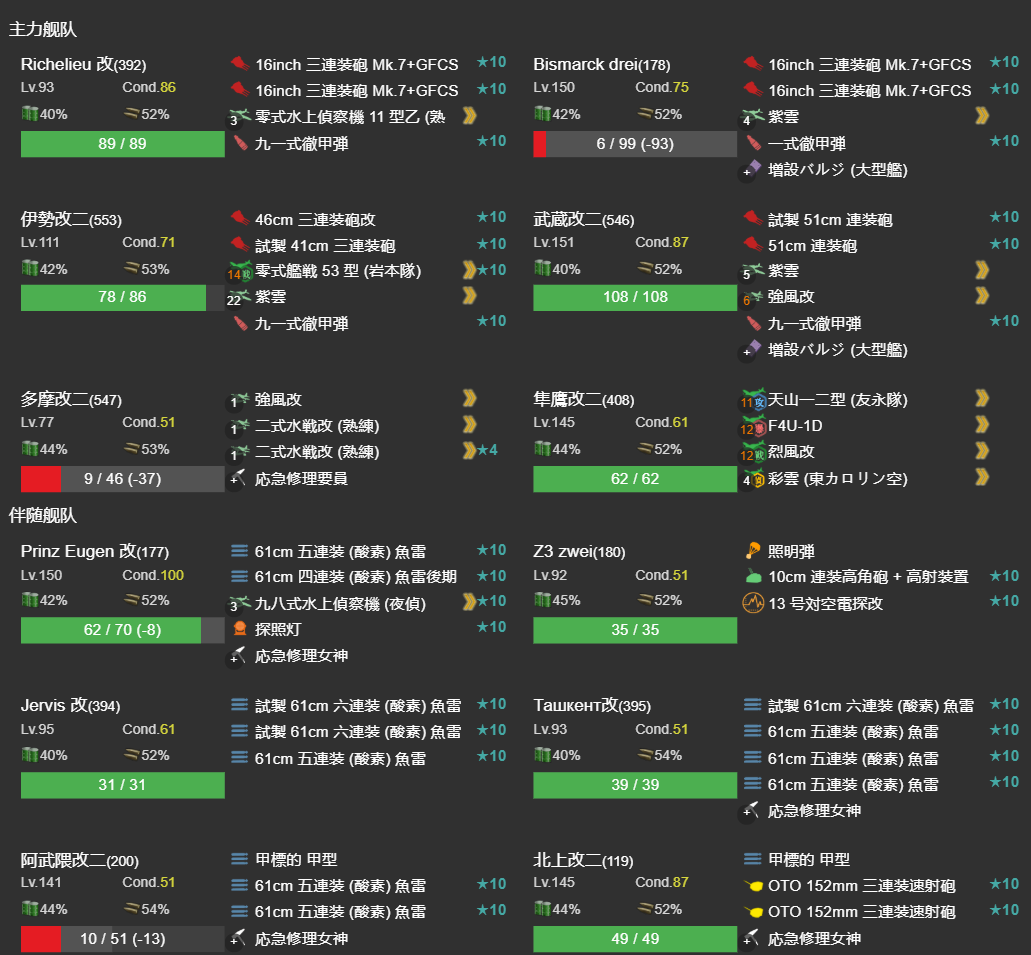 主力舰队
Richelieu 改(392)
Lv.93 Cond.86
40% 52%
89 / 89
16inch 三連装砲 Mk.7+GFCS ★10
16inch 三連装砲 Mk.7+GFCS ★10
3 零式水上偵察機 11 型乙 (熟
九一式徹甲弾 ★10
Bismarck drei(178)
Lv.150 Cond.75
42% 52%
6 / 99 (-93)
16inch 三連装砲 Mk.7+GFCS ★10
16inch 三連装砲 Mk.7+GFCS ★10
4 紫雲
一式徹甲弾 ★10
+ 増設バルジ (大型艦)
伊勢改二(553)
Lv.111 Cond.71
42% 53%
78 / 86
46cm 三連装砲改 ★10
試製 41cm 三連装砲 ★10
14 零式艦戦 53 型 (岩本隊) ★10
22 紫雲
九一式徹甲弾 ★10
武蔵改二(546)
Lv.151 Cond.87
40% 52%
108 / 108
試製 51cm 連装砲 ★10
51cm 連装砲 ★10
5 紫雲
6 強風改
九一式徹甲弾 ★10
+ 増設バルジ (大型艦)
多摩改二(547)
Lv.77 Cond.51
44% 53%
9 / 46 (-37)
1 強風改
1 二式水戦改 (熟練)
1 二式水戦改 (熟練) ★4
+ 応急修理要員
隼鷹改二(408)
Lv.145 Cond.61
44% 52%
62 / 62
11 天山一二型 (友永隊)
12 F4U-1D
12 烈風改
4 彩雲 (東カロリン空)
伴随舰队
Prinz Eugen 改(177)
Lv.150 Cond.100
42% 52%
62 / 70 (-8)
61cm 五連装 (酸素) 魚雷 ★10
61cm 四連装 (酸素) 魚雷後期 ★10
3 九八式水上偵察機 (夜偵) ★10
探照灯 ★10
+ 応急修理女神
Z3 zwei(180)
Lv.92 Cond.51
45% 52%
35 / 35
照明弾
10cm 連装高角砲 + 高射装置 ★10
13 号対空電探改 ★10
Jervis 改(394)
Lv.95 Cond.61
40% 52%
31 / 31
試製 61cm 六連装 (酸素) 魚雷 ★10
試製 61cm 六連装 (酸素) 魚雷 ★10
61cm 五連装 (酸素) 魚雷 ★10
Ташкент改(395)
Lv.93 Cond.51
40% 54%
39 / 39
試製 61cm 六連装 (酸素) 魚雷 ★10
61cm 五連装 (酸素) 魚雷 ★10
61cm 五連装 (酸素) 魚雷 ★10
61cm 五連装 (酸素) 魚雷 ★10
+ 応急修理女神
阿武隈改二(200)
Lv.141 Cond.51
44% 54%
10 / 51 (-13)
甲標的 甲型
61cm 五連装 (酸素) 魚雷 ★10
61cm 五連装 (酸素) 魚雷 ★10
+ 応急修理女神
北上改二(119)
Lv.145 Cond.87
44% 52%
49 / 49
甲標的 甲型
OTO 152mm 三連装速射砲 ★10
OTO 152mm 三連装速射砲 ★10
+ 応急修理女神